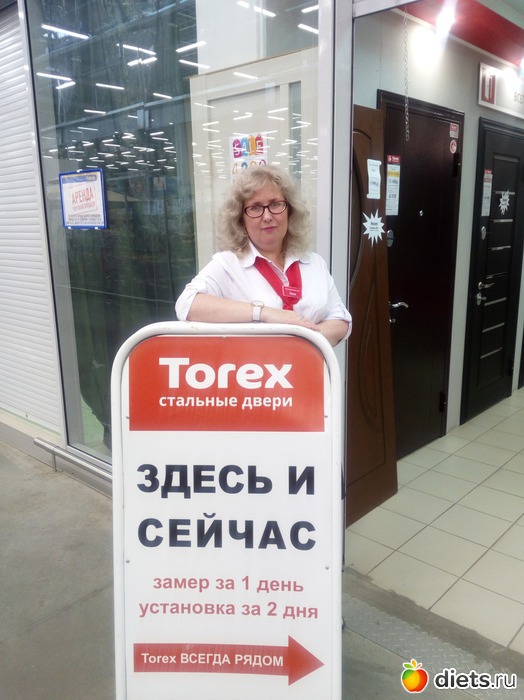 АРЕНДА
SALE
Torex
стальные двери
ЗДЕСЬ И
СЕЙЧАС
замер за 1 день
установка за 2 дня
Torex ВСЕГДА РЯДОМ
diets.ru